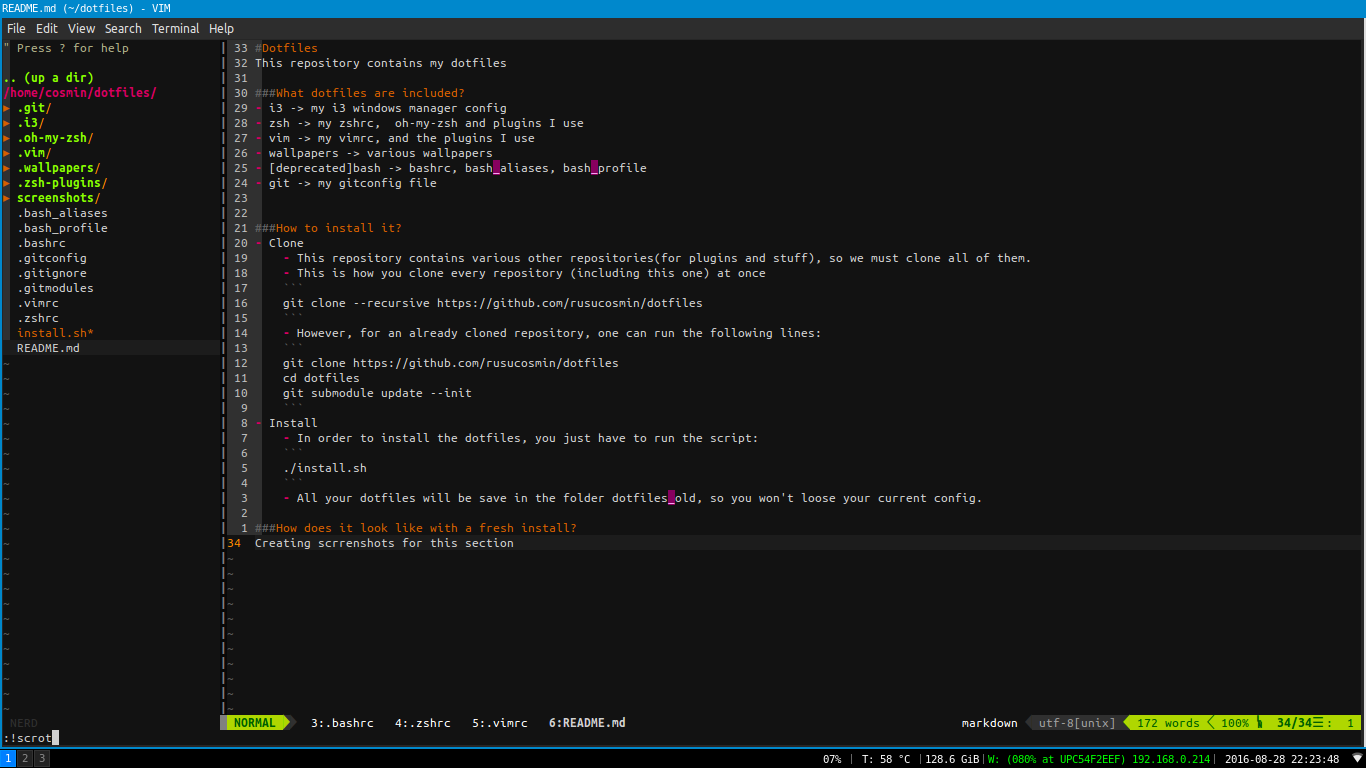 README.md (~/dotfiles) - VIM
File Edit View Search Terminal Help
" Press ? for help
.. (up a dir)
/home/cosmin/dotfiles/
▸ .git/
▸ .i3/
▸ .oh-my-zsh/
▸ .vim/
▸ .wallpapers/
▸ .zsh-plugins/
▸ screenshots/
.bash_aliases
.bash_profile
.bashrc
.gitconfig
.gitignore
.gitmodules
.vimrc
.zshrc
install.sh*
README.md
33 #Dotfiles
32 This repository contains my dotfiles
31
30 ###What dotfiles are included?
29 - i3 -> my i3 windows manager config
28 - zsh -> my zshrc,  oh-my-zsh and plugins I use
27 - vim -> my vimrc, and the plugins I use
26 - wallpapers -> various wallpapers
25 - [deprecated]bash -> bashrc, bash_aliases, bash_profile
24 - git -> my gitconfig file
23
22
21 ###How to install it?
20 - Clone
19     - This repository contains various other repositories(for plugins and stuff), so we must clone all of them.
18     - This is how you clone every repository (including this one) at once
17     ```
16     git clone --recursive https://github.com/rusucosmin/dotfiles
15     ```
14     - However, for an already cloned repository, one can run the following lines:
13     ```
12     git clone https://github.com/rusucosmin/dotfiles
11     cd dotfiles
10     git submodule update --init
9     ```
8 - Install
7     - In order to install the dotfiles, you just have to run the script:
6     ```
5     ./install.sh
4     ```
3     - All your dotfiles will be save in the folder dotfiles_old, so you won't loose your current config.
2
1 ###How does it look like with a fresh install?
34 Creating scrrenshots for this section
NERD NORMAL 3:.bashrc 4:.zshrc 5:.vimrc 6:README.md markdown utf-8[unix] 172 words 100% 34/34☰: 1
:!scrot
1 2 3 07% | T: 58 °C |128.6 GiB|W: (080% at UPC54F2EEF) 192.168.0.214| 2016-08-28 22:23:48